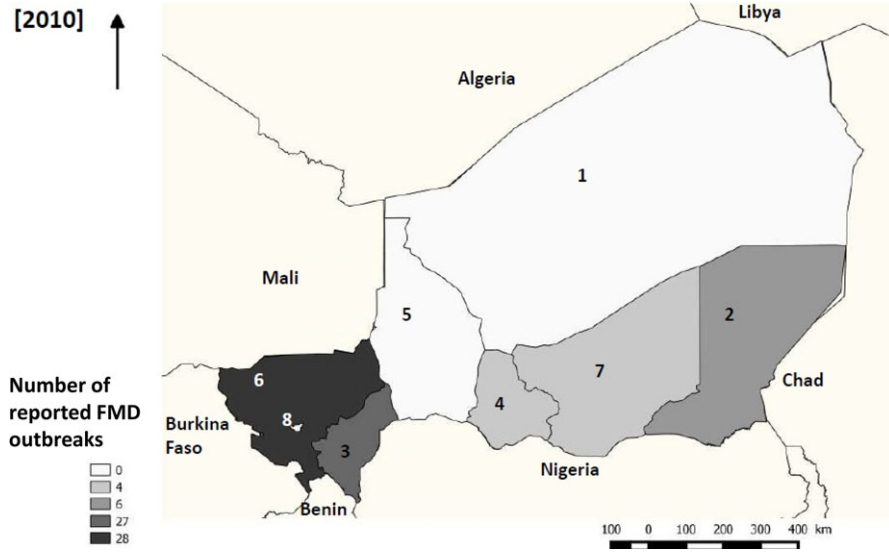 [2010]
Libya
Algeria
1
Mali
5
2
6
7
Chad
4
8
Burkina
Faso
3
Nigeria
Benin
Number of
reported FMD
outbreaks
0
4
6
27
28
100 0 100 200 300 400 km